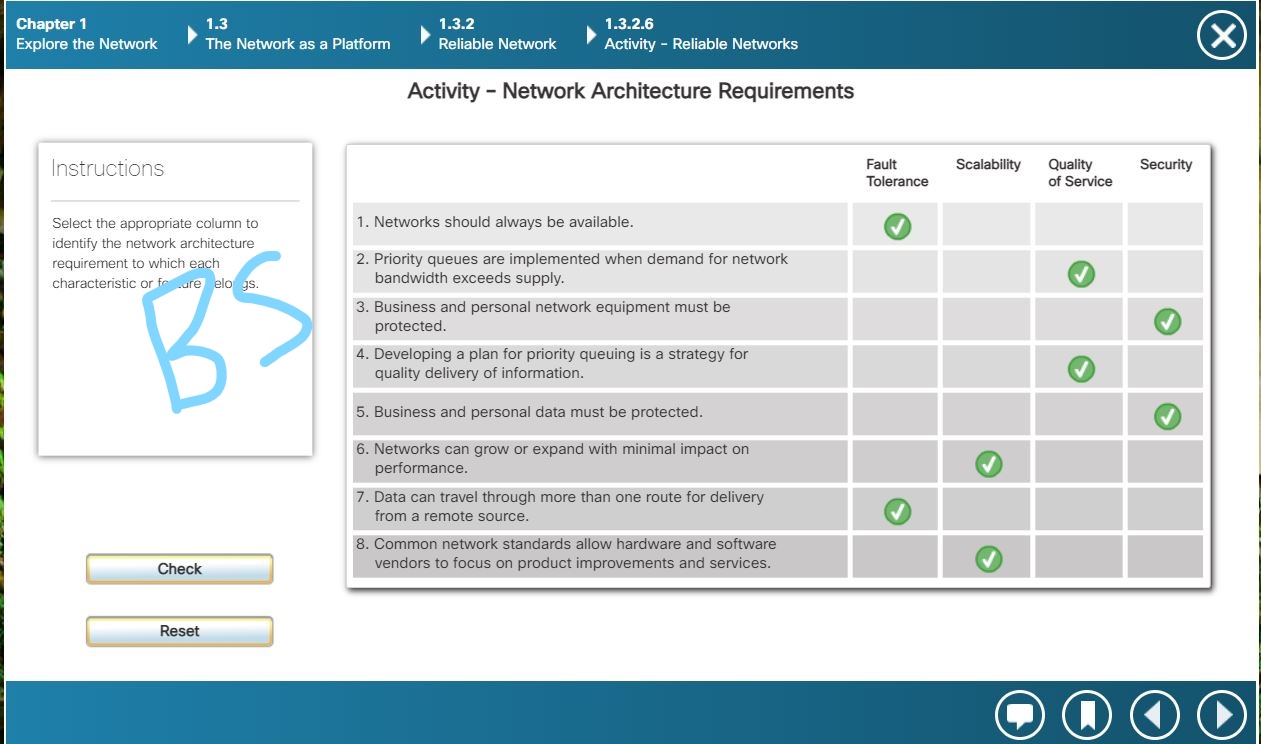 Chapter 1
Explore the Network
1.3
The Network as a Platform
1.3.2
Reliable Network
1.3.2.6
Activity - Reliable Networks
Activity - Network Architecture Requirements
Instructions
Select the appropriate column to
identify the network architecture
requirement to which each
characteristic or feature belongs.
BS
Check
Reset
Fault
Tolerance
Scalability
Quality
of Service
Security
1. Networks should always be available.
2. Priority queues are implemented when demand for network
bandwidth exceeds supply.
3. Business and personal network equipment must be
protected.
4. Developing a plan for priority queuing is a strategy for
quality delivery of information.
5. Business and personal data must be protected.
6. Networks can grow or expand with minimal impact on
performance.
7. Data can travel through more than one route for delivery
from a remote source.
8. Common network standards allow hardware and software
vendors to focus on product improvements and services.